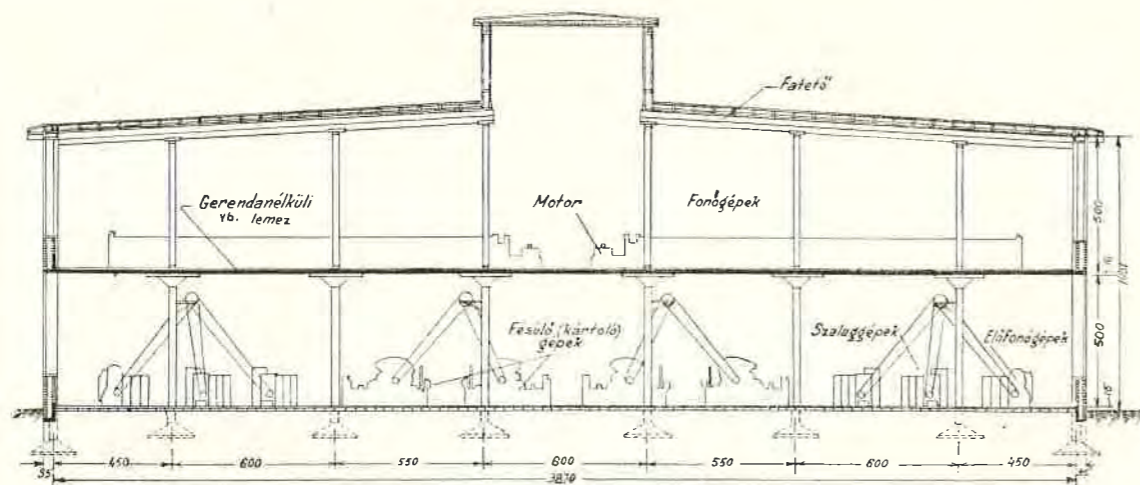 Fatető
Gerendanélküli
vb. lemez
Motor
Fonógépek
500
Fésülő (kártoló)
gépek
Szalaggépek
Előfonógépek
500
35
450
600
550
600
550
600
450